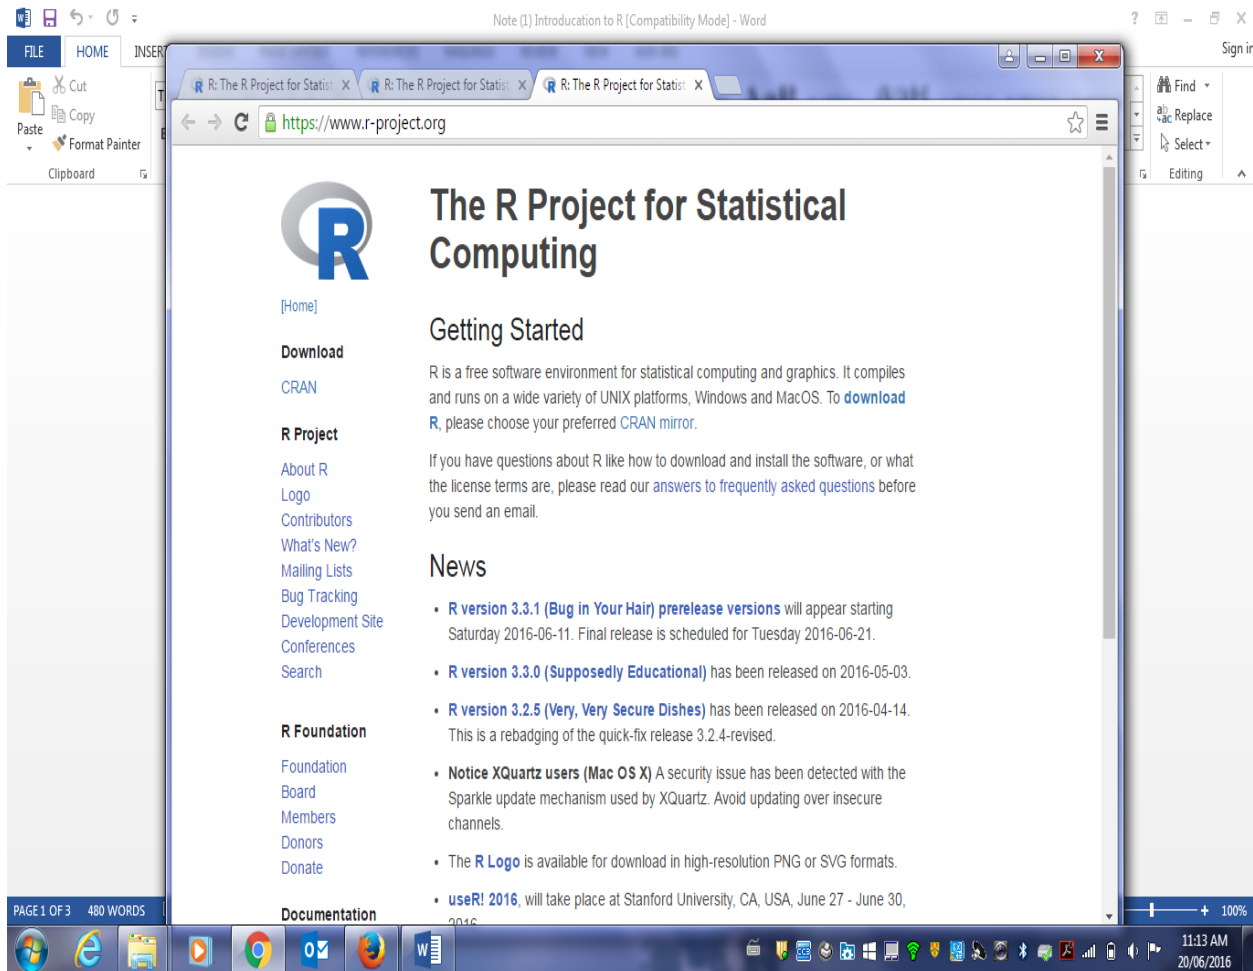 Note (1) Introducation to R [Compatibility Mode] - Word
FILE
HOME
INSER
Sign in
Cut
Copy
Format Painter
Paste
Clipboard
Find
Replace
Select
Editing
R: The R Project for Statist
R: The R Project for Statist
R: The R Project for Statist
https://www.r-project.org
R
[Home]
Download
CRAN
R Project
About R
Logo
Contributors
What's New?
Mailing Lists
Bug Tracking
Development Site
Conferences
Search
R Foundation
Foundation
Board
Members
Donors
Donate
Documentation
The R Project for Statistical
Computing
Getting Started
R is a free software environment for statistical computing and graphics. It compiles
and runs on a wide variety of UNIX platforms, Windows and MacOS. To download
R, please choose your preferred CRAN mirror.
If you have questions about R like how to download and install the software, or what
the license terms are, please read our answers to frequently asked questions before
you send an email.
News
• R version 3.3.1 (Bug in Your Hair) prerelease versions will appear starting
Saturday 2016-06-11. Final release is scheduled for Tuesday 2016-06-21.
• R version 3.3.0 (Supposedly Educational) has been released on 2016-05-03.
• R version 3.2.5 (Very, Very Secure Dishes) has been released on 2016-04-14.
This is a rebadging of the quick-fix release 3.2.4-revised.
• Notice XQuartz users (Mac OS X) A security issue has been detected with the
Sparkle update mechanism used by XQuartz. Avoid updating over insecure
channels.
• The R Logo is available for download in high-resolution PNG or SVG formats.
• useR! 2016, will take place at Stanford University, CA, USA, June 27 - June 30,
2016
PAGE 1 OF 3
480 WORDS
100%
11:13 AM
20/06/2016